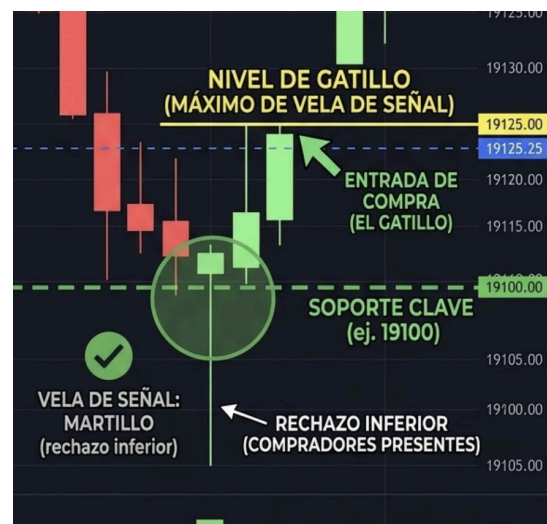 19125.00
19130.00
NIVEL DE GATILLO
(MÁXIMO DE VELA DE SEÑAL)
19125.00
19125.25
ENTRADA DE
COMPRA
(EL GATILLO)
19120.00
19115.00
19100.00
SOPORTE CLAVE
(ej. 19100)
19105.00
VELA DE SEÑAL:
MARTILLO
(rechazo inferior)
RECHAZO INFERIOR
(COMPRADORES PRESENTES)
19100.00
19105.00